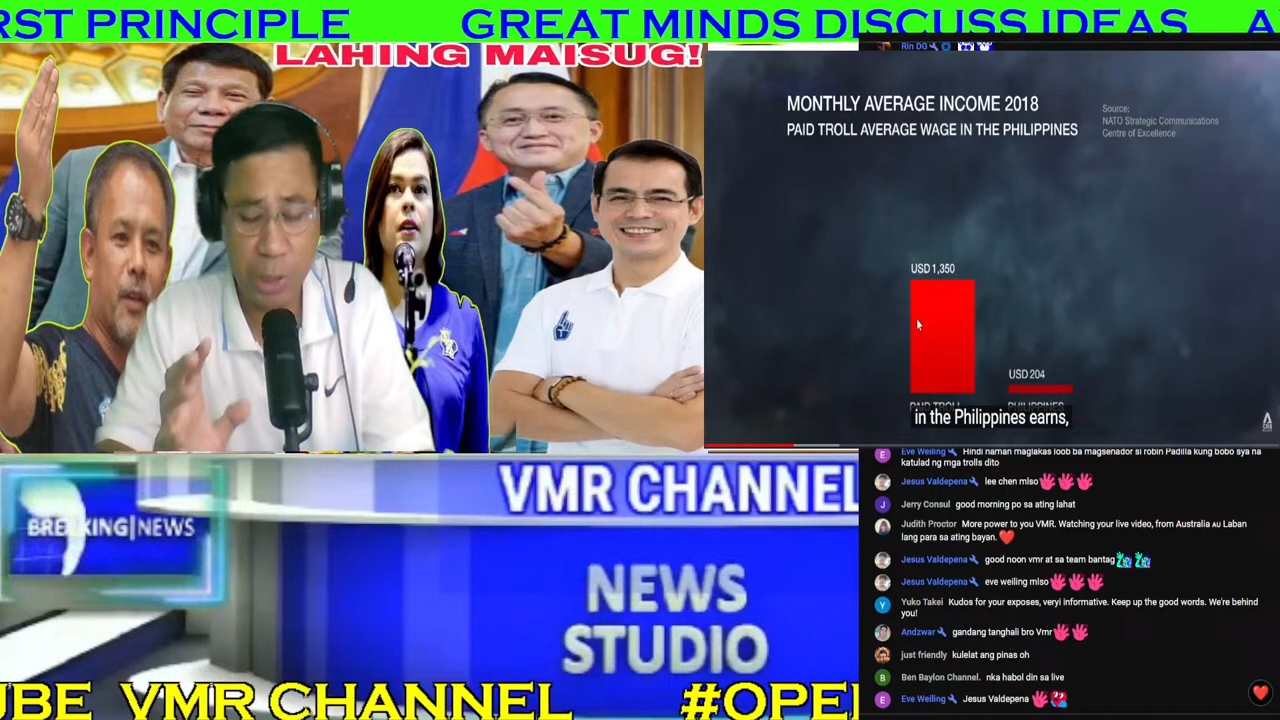 RST PRINCIPLE GREAT MINDS DISCUSS IDEAS A
LAHING MAISUG!
Rin DG
MONTHLY AVERAGE INCOME 2018
PAID TROLL AVERAGE WAGE IN THE PHILIPPINES
Source:
NATO Strategic Communications
Centre of Excellence
USD 1,350
USD 204
PAID TROLL PHILIPPINES
in the Philippines earns,
Eve Weiling Hindi naman maglakas loob ba magsenador si robin Padilla kung bobo sya na
katulad ng mga trolls dito
Jesus Valdepena lee chen mlso
Jerry Consul good morning po sa ating lahat
Judith Proctor More power to you VMR. Watching your live video, from Australia AU Laban
lang para sa ating bayan.
Jesus Valdepena good noon vmr at sa team bantag
Jesus Valdepena eve weiling mlso
Yuko Takei Kudos for your exposes, veryi informative. Keep up the good words. We're behind
you!
Andzwar gandang tanghali bro Vmr
just friendly kulelat ang pinas oh
Ben Baylon Channel. nka habol din sa live
Eve Weiling Jesus Valdepena
VMR CHANNEL
BREAKING|NEWS
NEWS
STUDIO
UBE VMR CHANNEL #OPE